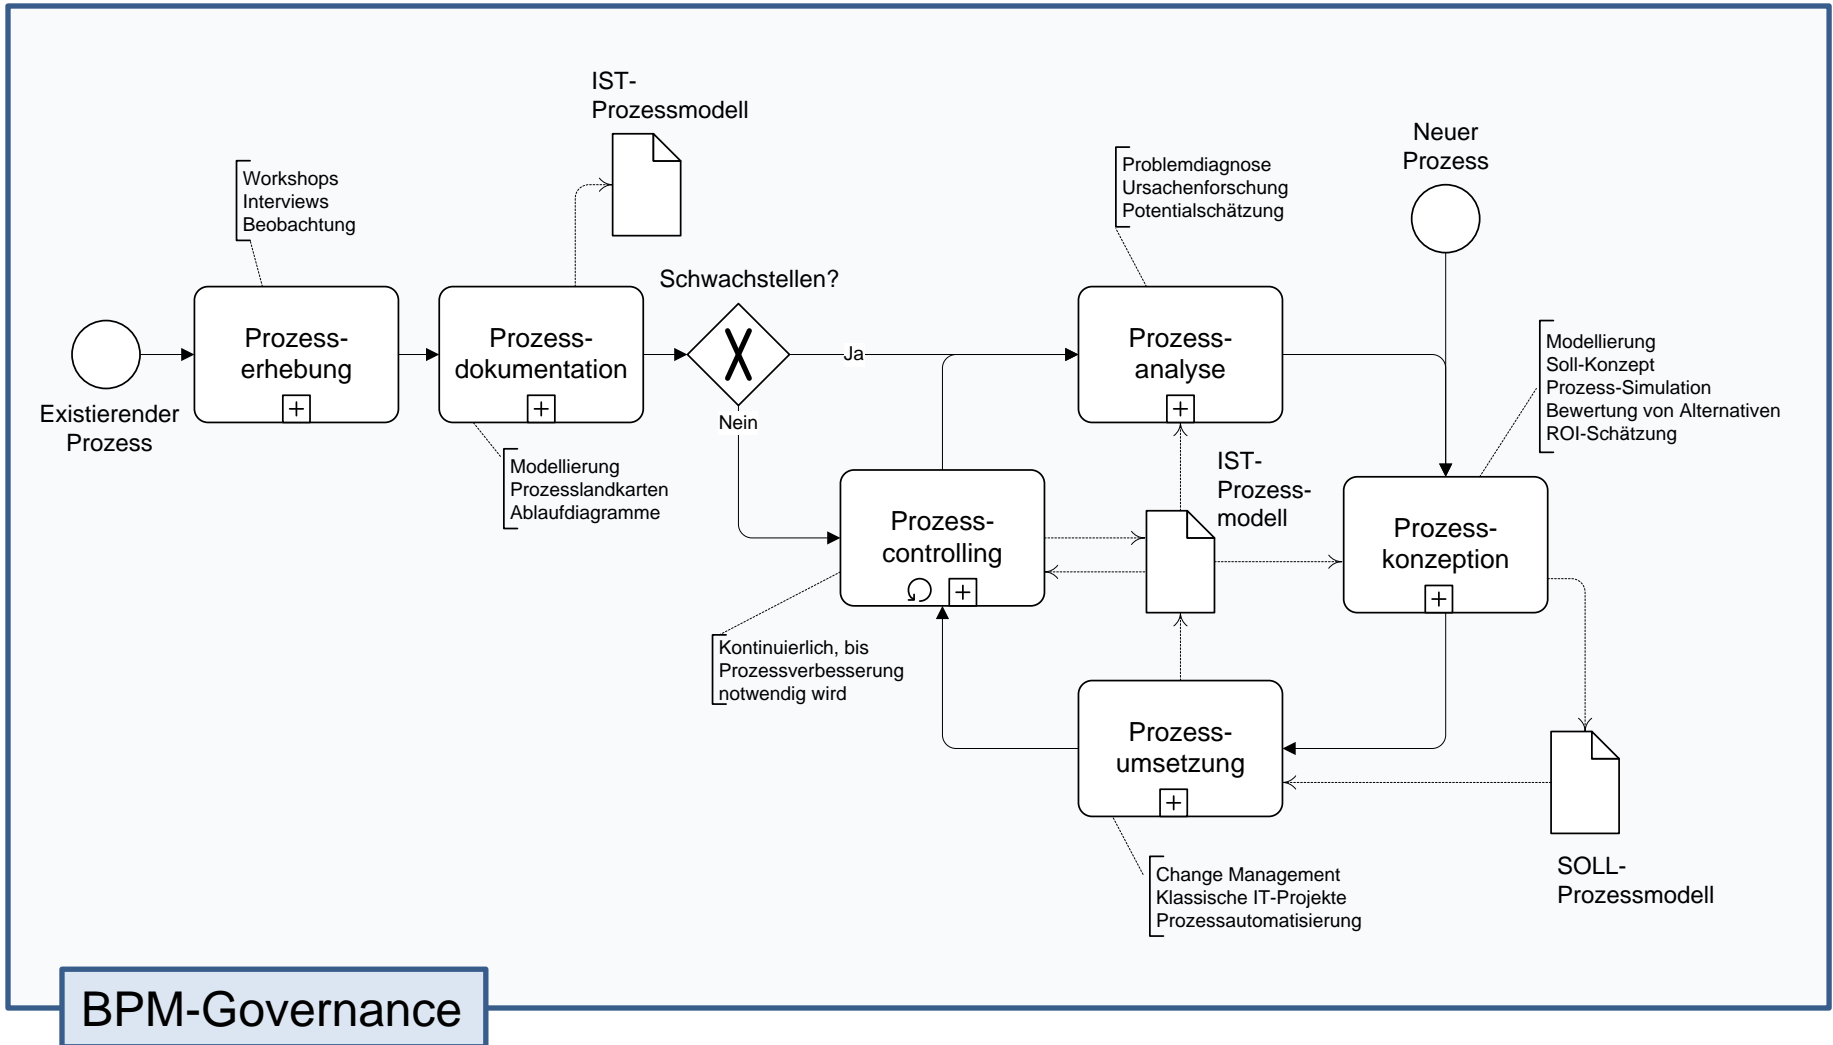 IST-
Prozessmodell
Neuer
Prozess
Workshops
Interviews
Beobachtung
Problemdiagnose
Ursachenforschung
Potentialschätzung
Schwachstellen?
Existierender
Prozess
Prozess-
erhebung
Prozess-
dokumentation
Ja
Nein
Prozess-
analyse
Modellierung
Soll-Konzept
Prozess-Simulation
Bewertung von Alternativen
ROI-Schätzung
Modellierung
Prozesslandkarten
Ablaufdiagramme
IST-
Prozess-
modell
Prozess-
controlling
Prozess-
konzeption
Kontinuierlich, bis
Prozessverbesserung
notwendig wird
Prozess-
umsetzung
SOLL-
Prozessmodell
Change Management
Klassische IT-Projekte
Prozessautomatisierung
BPM-Governance